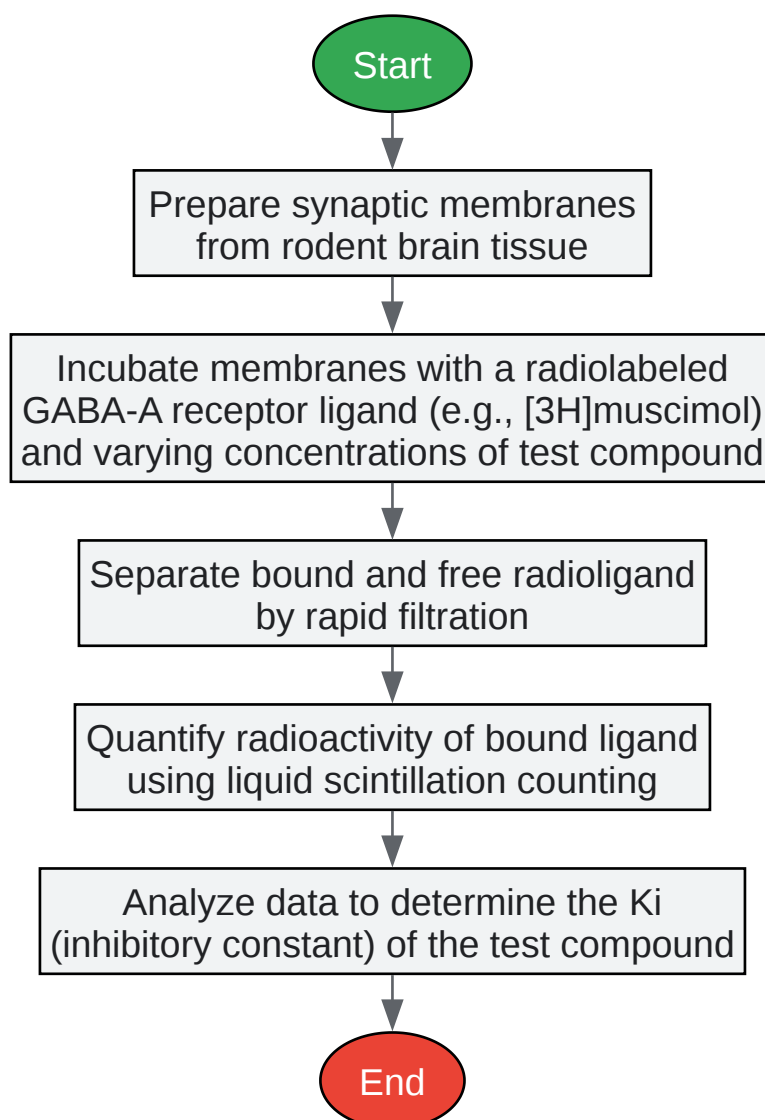 Start
Prepare synaptic membranes
from rodent brain tissue
Incubate membranes with a radiolabeled
GABA-A receptor ligand (e.g., [3H]muscimol)
and varying concentrations of test compound
Separate bound and free radioligand
by rapid filtration
Quantify radioactivity of bound ligand
using liquid scintillation counting
Analyze data to determine the Ki
(inhibitory constant) of the test compound
End